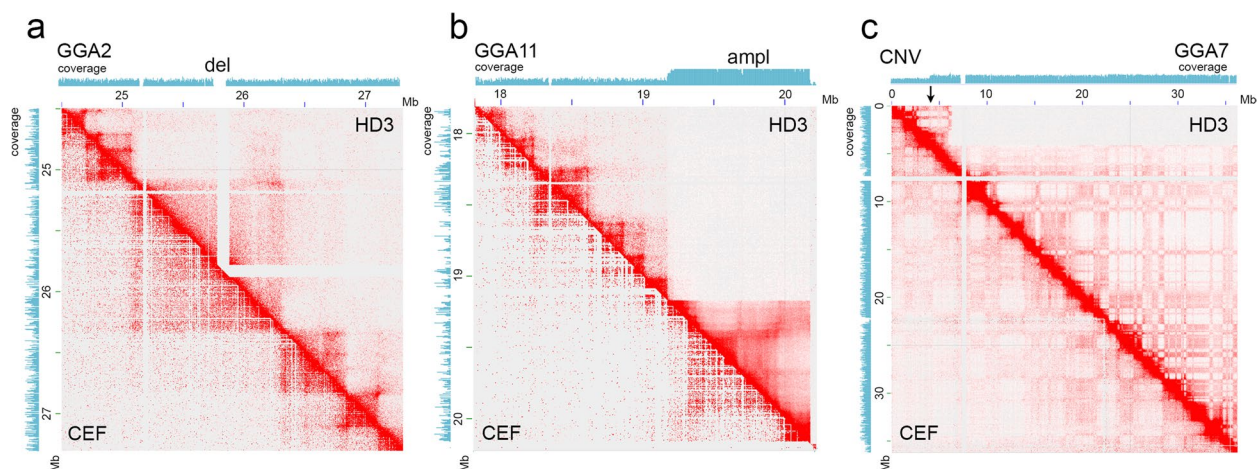 a
GGA2
coverage
del
25
26
27
Mb
HD3
coverage
25
26
27
Mb
CEF
b
GGA11
coverage
ampl
18
19
20
Mb
HD3
coverage
18
19
20
Mb
CEF
c
CNV
GGA7
coverage
0
10
20
30
Mb
HD3
coverage
0
10
20
30
Mb
CEF